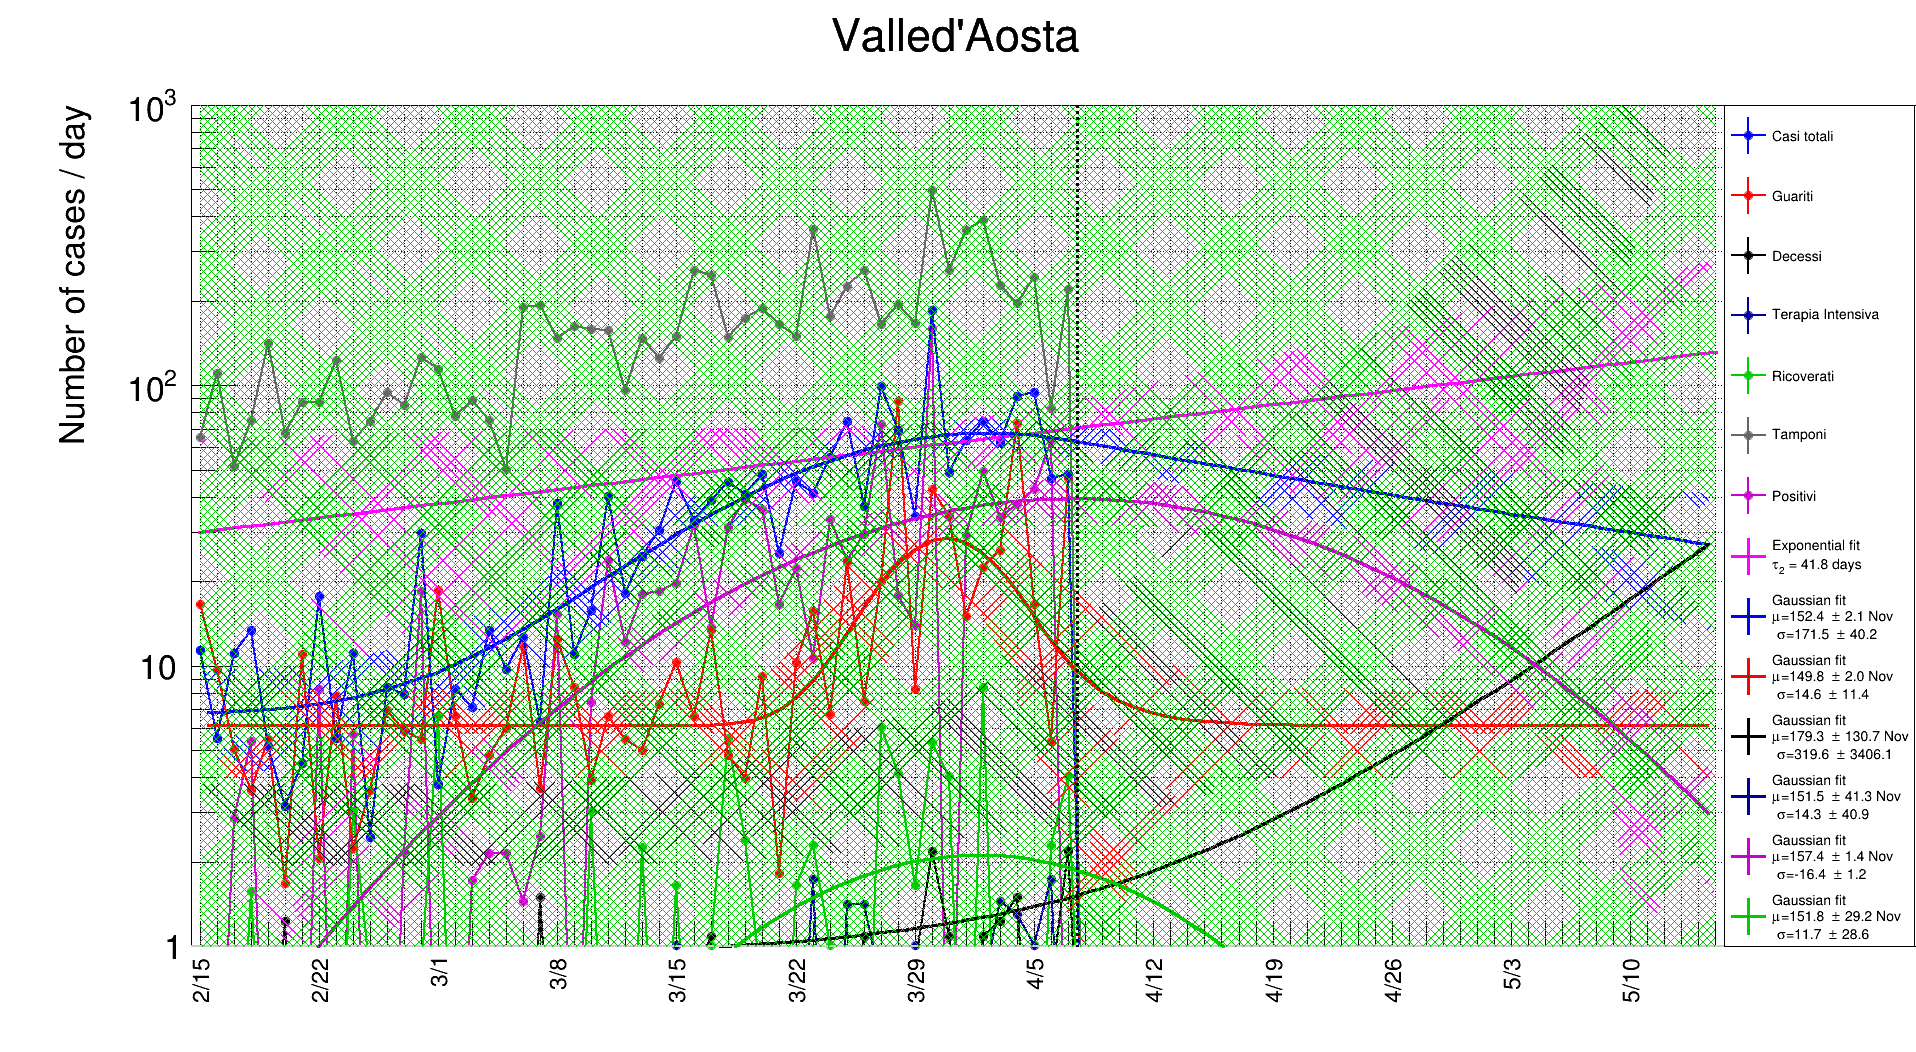 Valled'Aosta
Number of cases / day
10³
10²
10
1
2/15
2/22
3/1
3/8
3/15
3/22
3/29
4/5
4/12
4/19
4/26
5/3
5/10
Casi totali
Guariti
Decessi
Terapia Intensiva
Ricoverati
Tamponi
Positivi
Exponential fit
τ₂ = 41.8 days
Gaussian fit
μ=152.4 ± 2.1 Nov
σ=171.5 ± 40.2
Gaussian fit
μ=149.8 ± 2.0 Nov
σ=14.6 ± 11.4
Gaussian fit
μ=179.3 ± 130.7 Nov
σ=319.6 ± 3406.1
Gaussian fit
μ=151.5 ± 41.3 Nov
σ=14.3 ± 40.9
Gaussian fit
μ=157.4 ± 1.4 Nov
σ=-16.4 ± 1.2
Gaussian fit
μ=151.8 ± 29.2 Nov
σ=11.7 ± 28.6